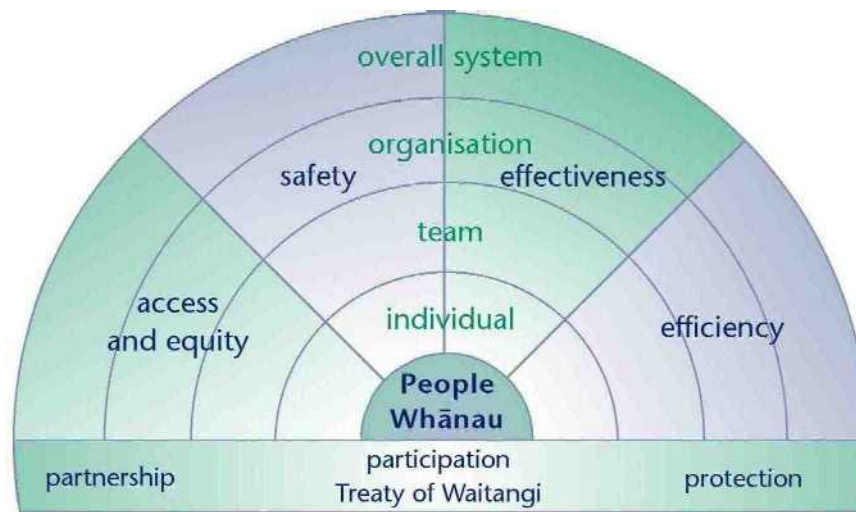 overall system
organisation
safety
effectiveness
team
access
and equity
individual
efficiency
People
Whānau
partnership
participation
protection
Treaty of Waitangi